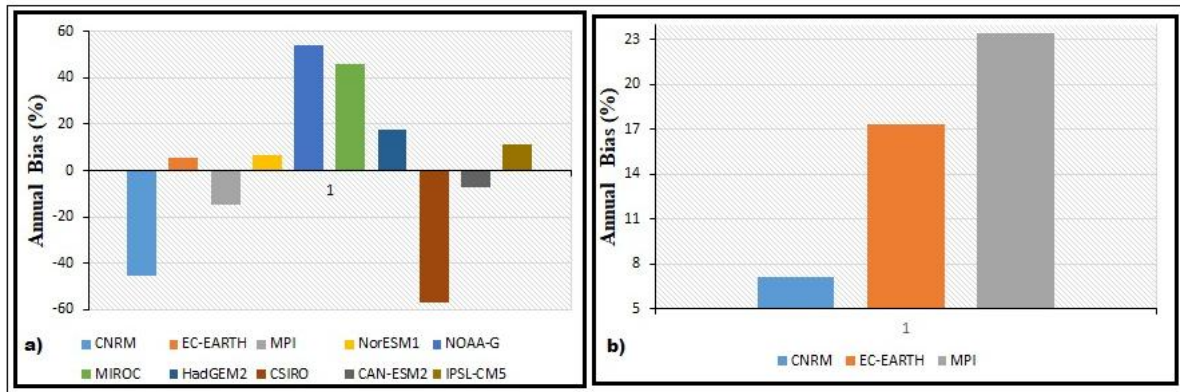 Annual Bias (%)
60
40
20
0
-20
-40
-60
1
a)
CNRM EC-EARTH MPI NorESM1 NOAA-G
MIROC HadGEM2 CSIRO CAN-ESM2 IPSL-CM5
Annual Bias (%)
23
20
17
14
11
8
5
1
b)
CNRM EC-EARTH MPI